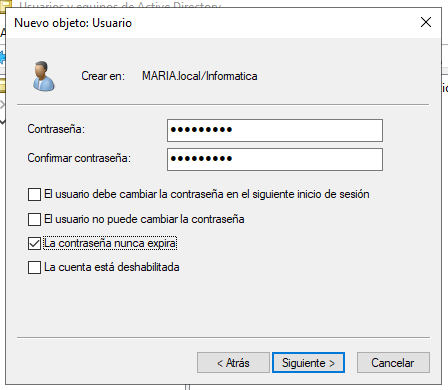 Usuarios y equipos de Active Directory
Nuevo objeto: Usuario
Crear en: MARIA.local/Informatica
Contraseña: •••••••••
Confirmar contraseña: •••••••••
El usuario debe cambiar la contraseña en el siguiente inicio de sesión
El usuario no puede cambiar la contraseña
La contraseña nunca expira
La cuenta está deshabilitada
< Atrás Siguiente > Cancelar